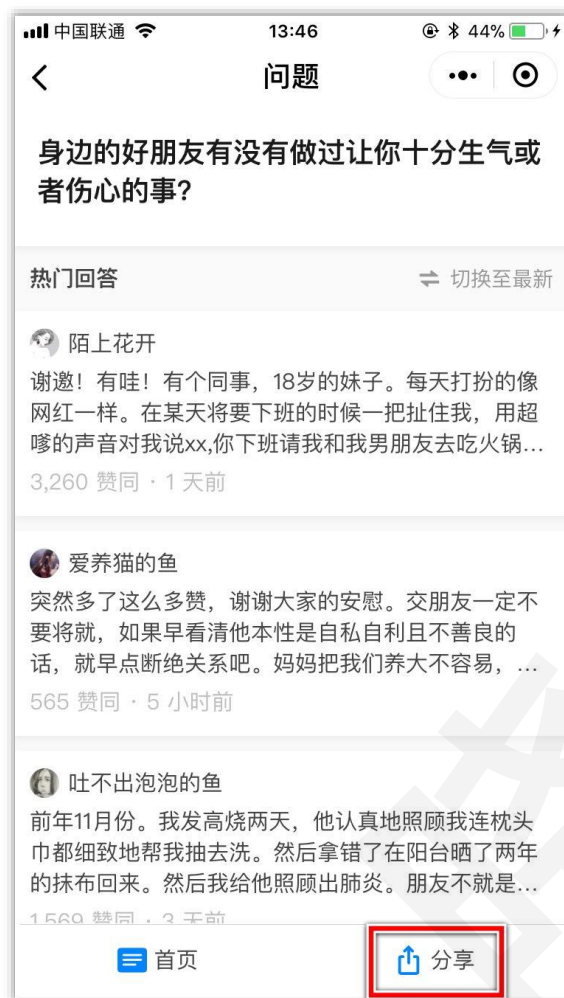 中国联通 13:46 44%
问题
身边的好朋友有没有做过让你十分生气或
者伤心的事?
热门回答 切换至最新
陌上花开
谢邀！有哇！有个同事，18岁的妹子。每天打扮的像
网红一样。在某天将要下班的时候一把扯住我，用超
嗲的声音对我说xx,你下班请我和我男朋友去吃火锅...
3,260 赞同 · 1 天前
爱养猫的鱼
突然多了这么多赞，谢谢大家的安慰。交朋友一定不
要将就，如果早看清他本性是自私自利且不善良的
话，就早点断绝关系吧。妈妈把我们养大不容易，...
565 赞同 · 5 小时前
吐不出泡泡的鱼
前年11月份。我发高烧两天，他认真地照顾我连枕头
巾都细致地帮我抽去洗。然后拿错了在阳台晒了两年
的抹布回来。然后我给他照顾出肺炎。朋友不就是...
1,569 赞同 · 3 天前
首页 分享